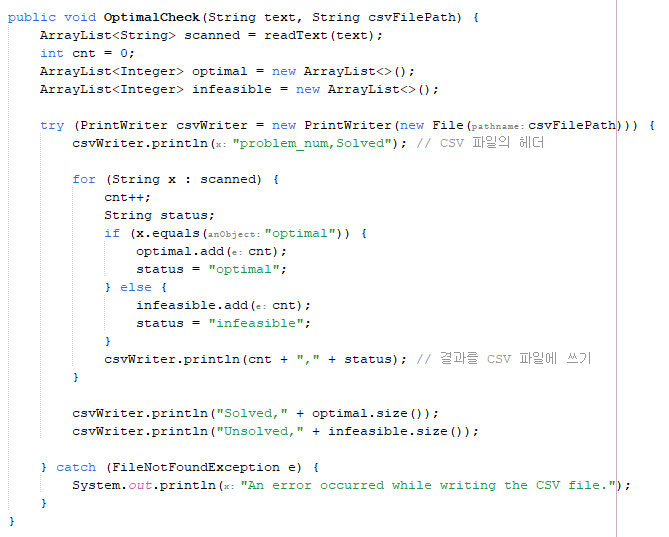 public void OptimalCheck(String text, String csvFilePath) {
ArrayList<String> scanned = readText(text);
int cnt = 0;
ArrayList<Integer> optimal = new ArrayList<>();
ArrayList<Integer> infeasible = new ArrayList<>();
try (PrintWriter csvWriter = new PrintWriter(new File(pathname: csvFilePath))) {
csvWriter.println(x: "problem_num,Solved"); // CSV 파일의 헤더
for (String x : scanned) {
cnt++;
String status;
if (x.equals(anObject: "optimal")) {
optimal.add(e: cnt);
status = "optimal";
} else {
infeasible.add(e: cnt);
status = "infeasible";
}
csvWriter.println(cnt + "," + status); // 결과를 CSV 파일에 쓰기
}
csvWriter.println("Solved," + optimal.size());
csvWriter.println("Unsolved," + infeasible.size());
} catch (FileNotFoundException e) {
System.out.println(x: "An error occurred while writing the CSV file.");
}
}